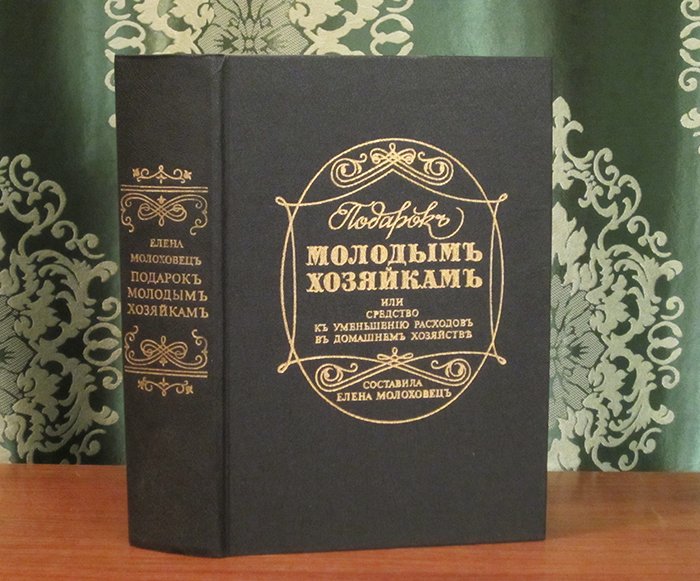 ЕЛЕНА
МОЛОХОВЕЦЪ
ПОДАРОКЪ
МОЛОДЫМЪ
ХОЗЯЙКАМЪ
Подарокъ
МОЛОДЫМЪ
ХОЗЯЙКАМЪ
ИЛИ
СРЕДСТВО
КЪ УМЕНЬШЕНІЮ РАСХОДОВЪ
ВЪ ДОМАШНЕМЪ ХОЗЯЙСТВѢ
СОСТАВИЛА
ЕЛЕНА МОЛОХОВЕЦЪ